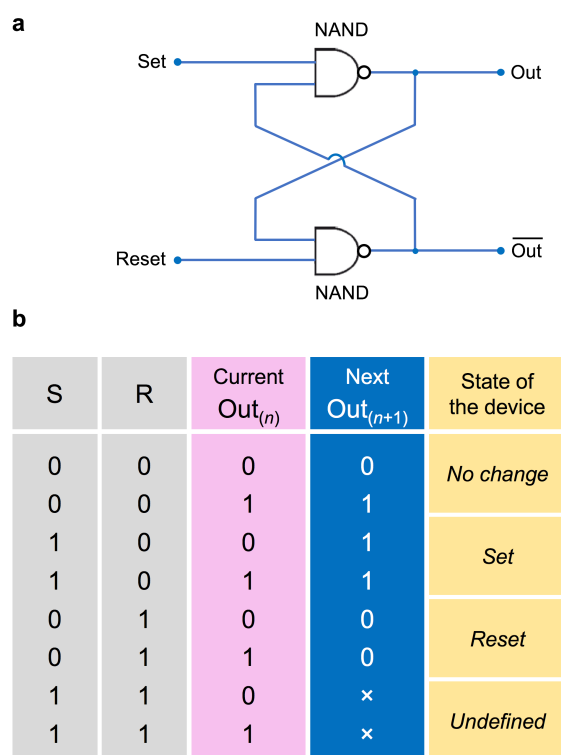 a
NAND
Set
Out
Reset
O̅u̅t̅
NAND
b
S R Current Out(n) Next Out(n+1) State of the device
0 0 0 0 No change
0 0 1 1
1 0 0 1 Set
1 0 1 1
0 1 0 0 Reset
0 1 1 0
1 1 0 × Undefined
1 1 1 ×